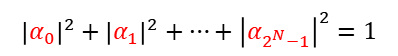 |α₀|² + |α₁|² + ⋯ + |α_{2^N−1}|² = 1